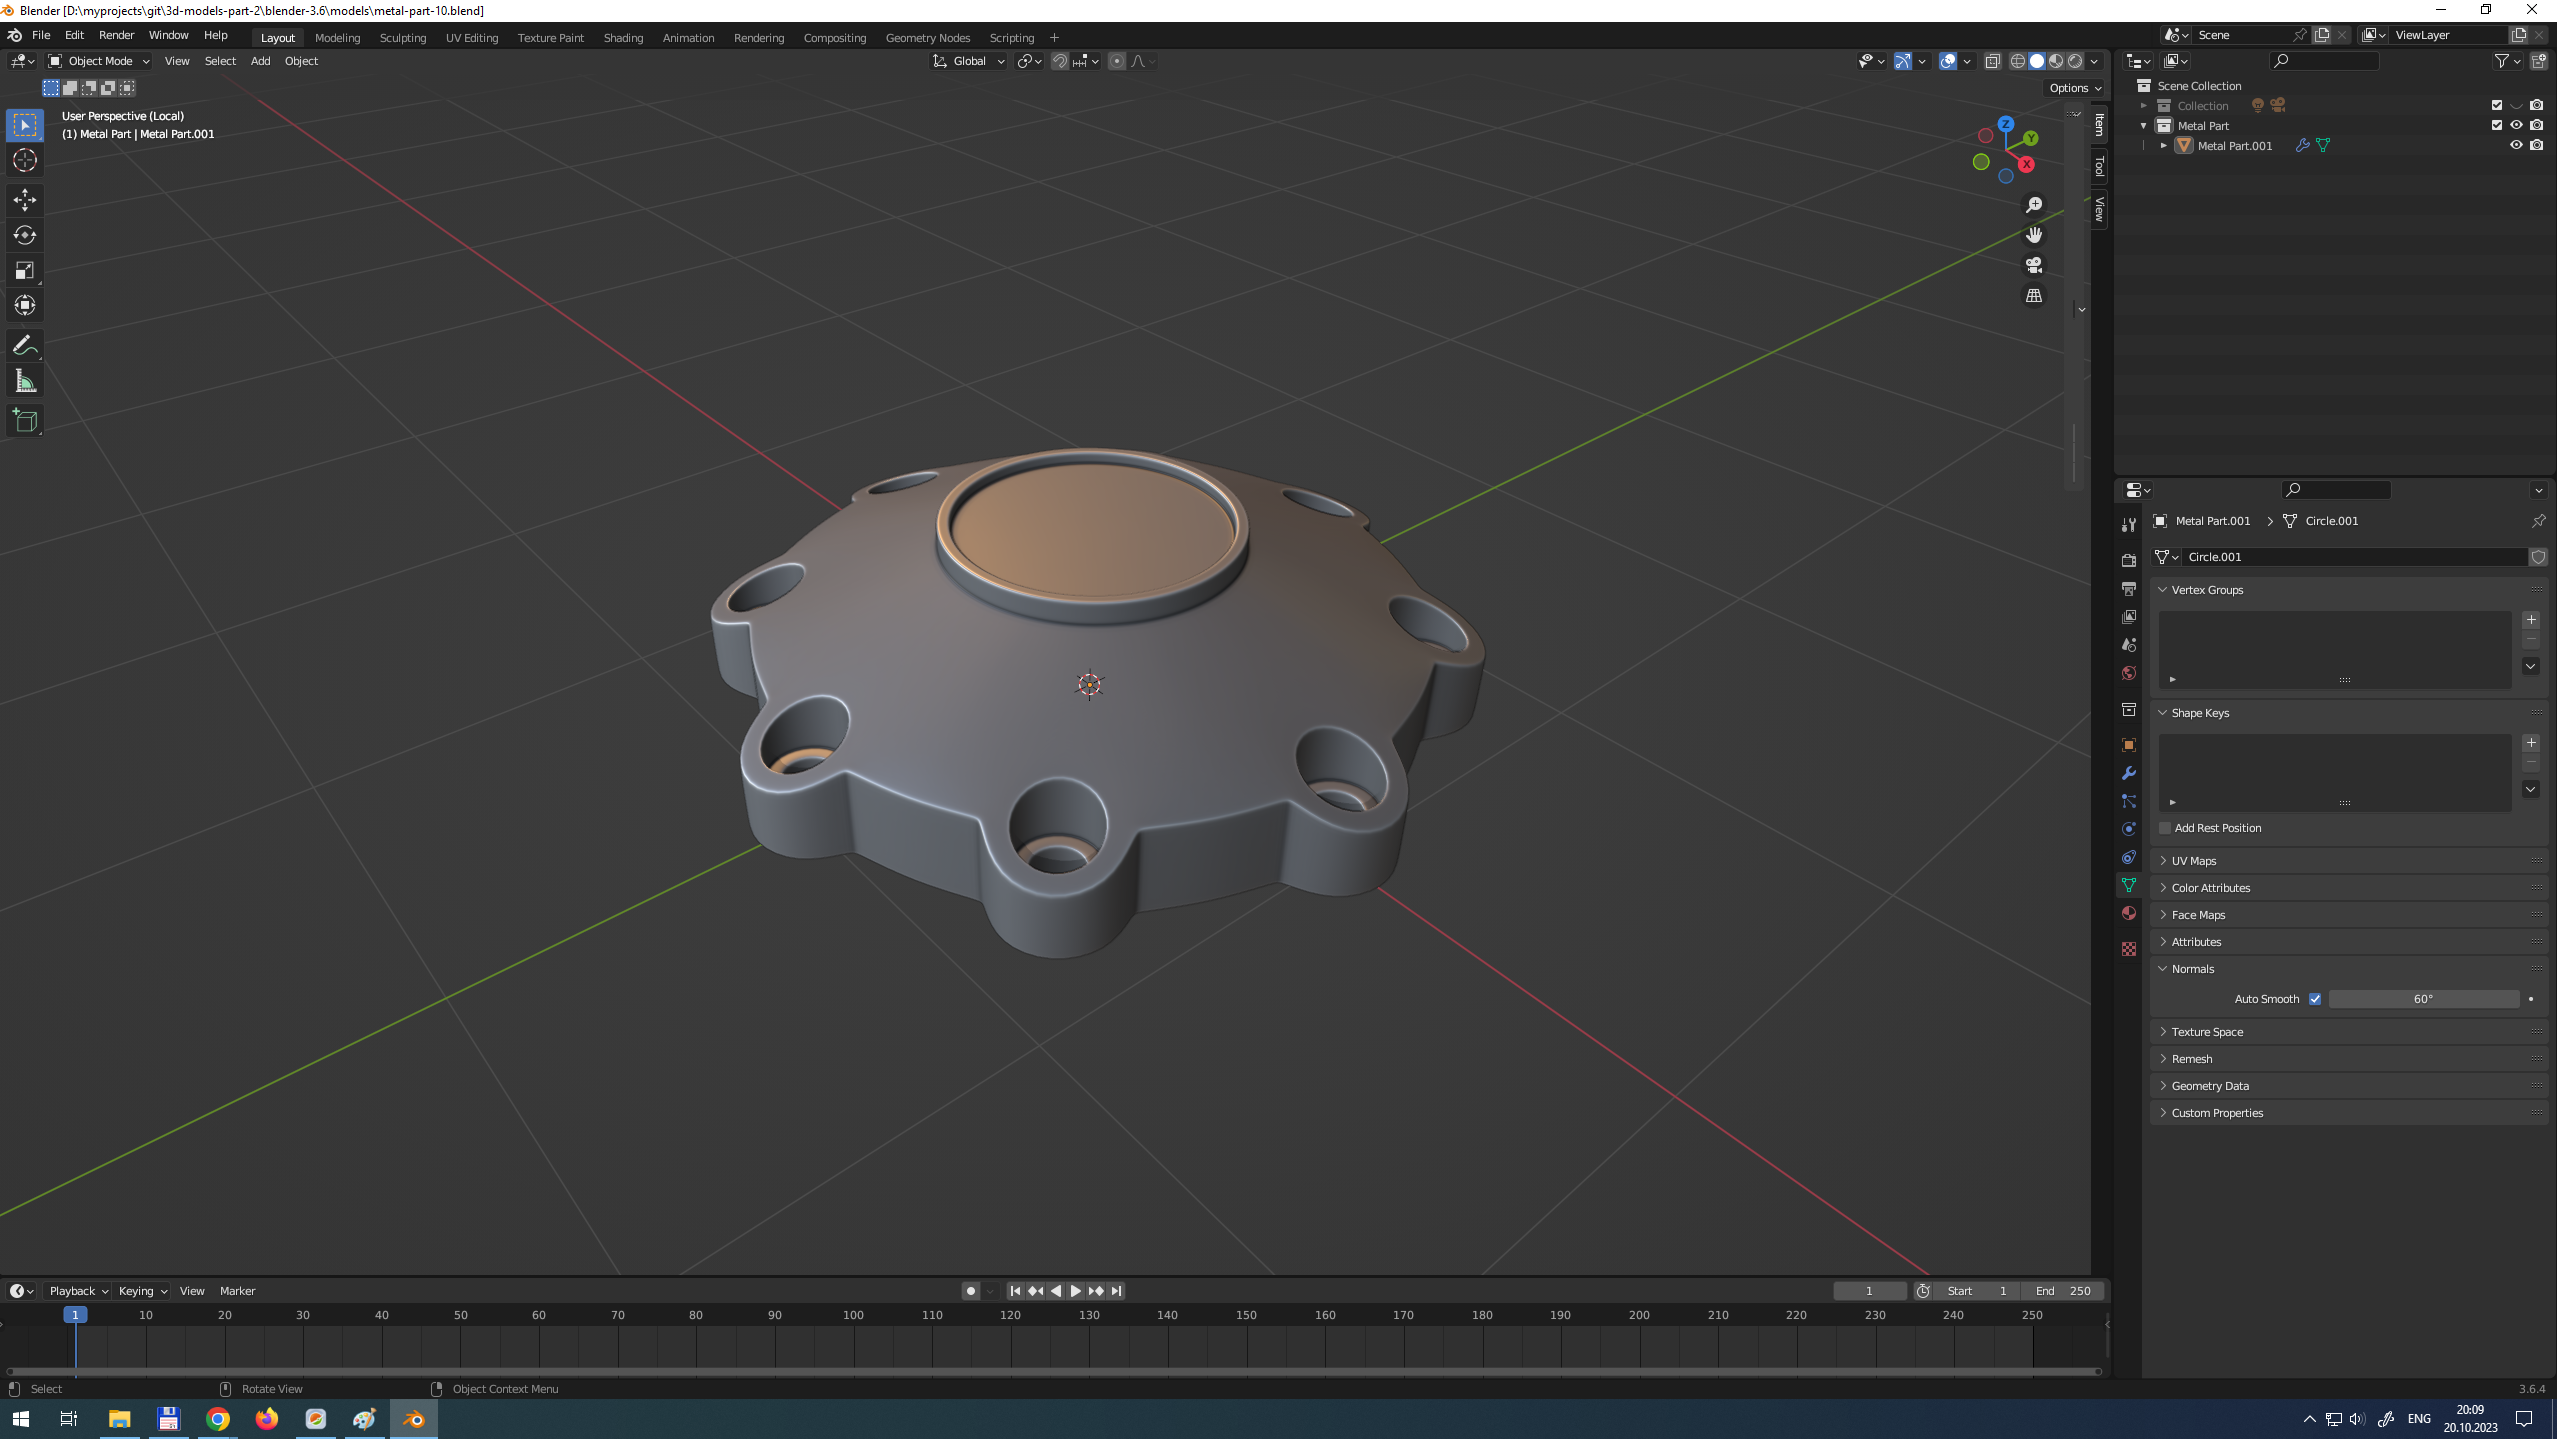 Blender [D:\myprojects\git\3d-models-part-2\blender-3.6\models\metal-part-10.blend]
File Edit Render Window Help
Layout Modeling Sculpting UV Editing Texture Paint Shading Animation Rendering Compositing Geometry Nodes Scripting +
Scene
ViewLayer
Object Mode View Select Add Object
Global
Options
User Perspective (Local)
(1) Metal Part | Metal Part.001
Z
Y
X
Item
Tool
View
Scene Collection
Collection
Metal Part
Metal Part.001
Metal Part.001 > Circle.001
Circle.001
Vertex Groups
Shape Keys
Add Rest Position
UV Maps
Color Attributes
Face Maps
Attributes
Normals
Auto Smooth 60°
Texture Space
Remesh
Geometry Data
Custom Properties
Playback Keying View Marker
1 Start 1 End 250
1 10 20 30 40 50 60 70 80 90 100 110 120 130 140 150 160 170 180 190 200 210 220 230 240 250
Select Rotate View Object Context Menu
3.6.4
ENG
20:09
20.10.2023